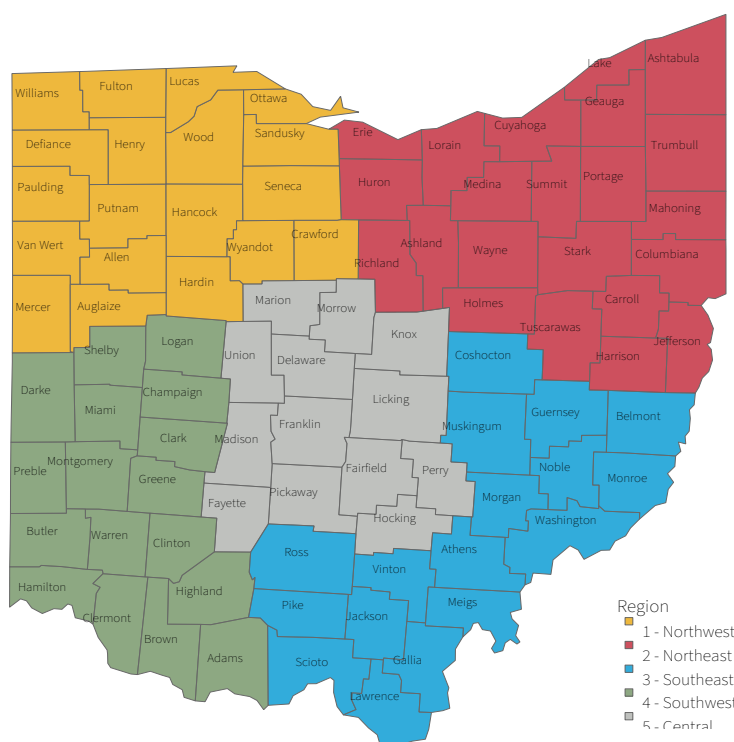 Lake
Ashtabula
Lucas
Fulton
Williams
Ottawa
Geauga
Erie
Cuyahoga
Sandusky
Wood
Defiance
Henry
Lorain
Trumbull
Huron
Medina
Summit
Portage
Paulding
Seneca
Putnam
Hancock
Mahoning
Van Wert
Allen
Wyandot
Crawford
Ashland
Wayne
Stark
Columbiana
Richland
Hardin
Marion
Morrow
Holmes
Carroll
Mercer
Auglaize
Tuscarawas
Knox
Jefferson
Logan
Shelby
Union
Delaware
Coshocton
Harrison
Darke
Champaign
Licking
Miami
Guernsey
Belmont
Franklin
Muskingum
Clark
Madison
Montgomery
Preble
Fairfield
Perry
Noble
Monroe
Greene
Pickaway
Morgan
Fayette
Hocking
Washington
Butler
Warren
Clinton
Ross
Athens
Vinton
Hamilton
Highland
Pike
Meigs
Clermont
Jackson
Brown
Adams
Scioto
Gallia
Lawrence
Region
1 - Northwest
2 - Northeast
3 - Southeast
4 - Southwest
5 - Central